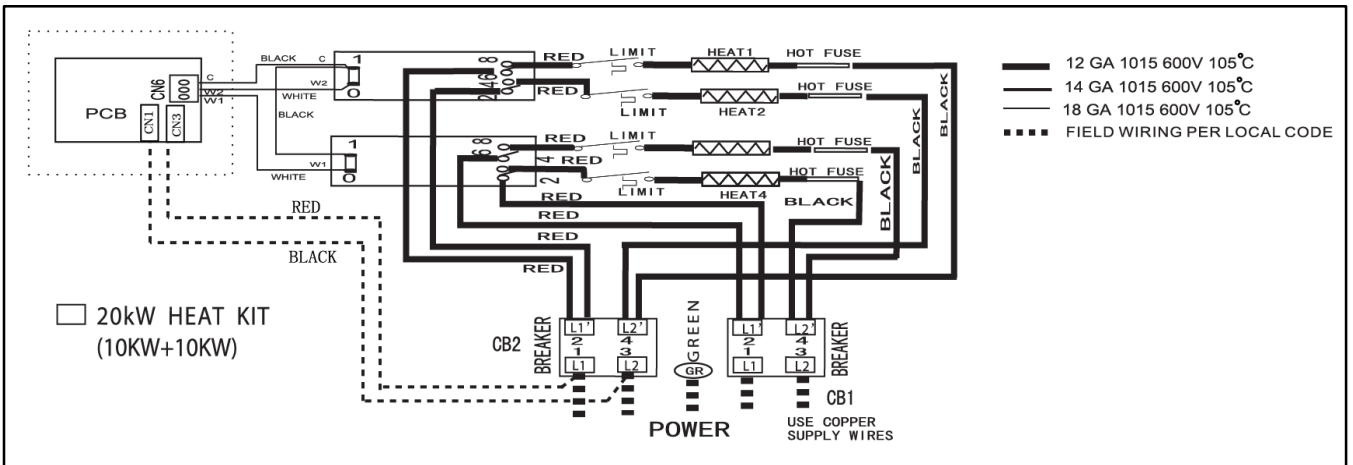 BLACK C 1 8 RED LIMIT HEAT1 HOT FUSE
12 GA 1015 600V 105°C
PCB CN6 000 C W2 W1
W2 0 WHITE 2 4 6 RED LIMIT HEAT2 HOT FUSE
14 GA 1015 600V 105°C
18 GA 1015 600V 105°C
FIELD WIRING PER LOCAL CODE
CN1 CN3
BLACK
BLACK
BLACK
1 6 8 RED LIMIT HOT FUSE
W1 0 WHITE 2 4 RED LIMIT HEAT4 HOT FUSE
BLACK
BLACK
RED
RED
RED
RED
RED
BLACK
20kW HEAT KIT
(10KW+10KW)
CB2 BREAKER L1' L2'
2 4
1 3
L1 L2
GREEN
GR
L1' L2' BREAKER
2 4
1 3
L1 L2
CB1
POWER
USE COPPER
SUPPLY WIRES